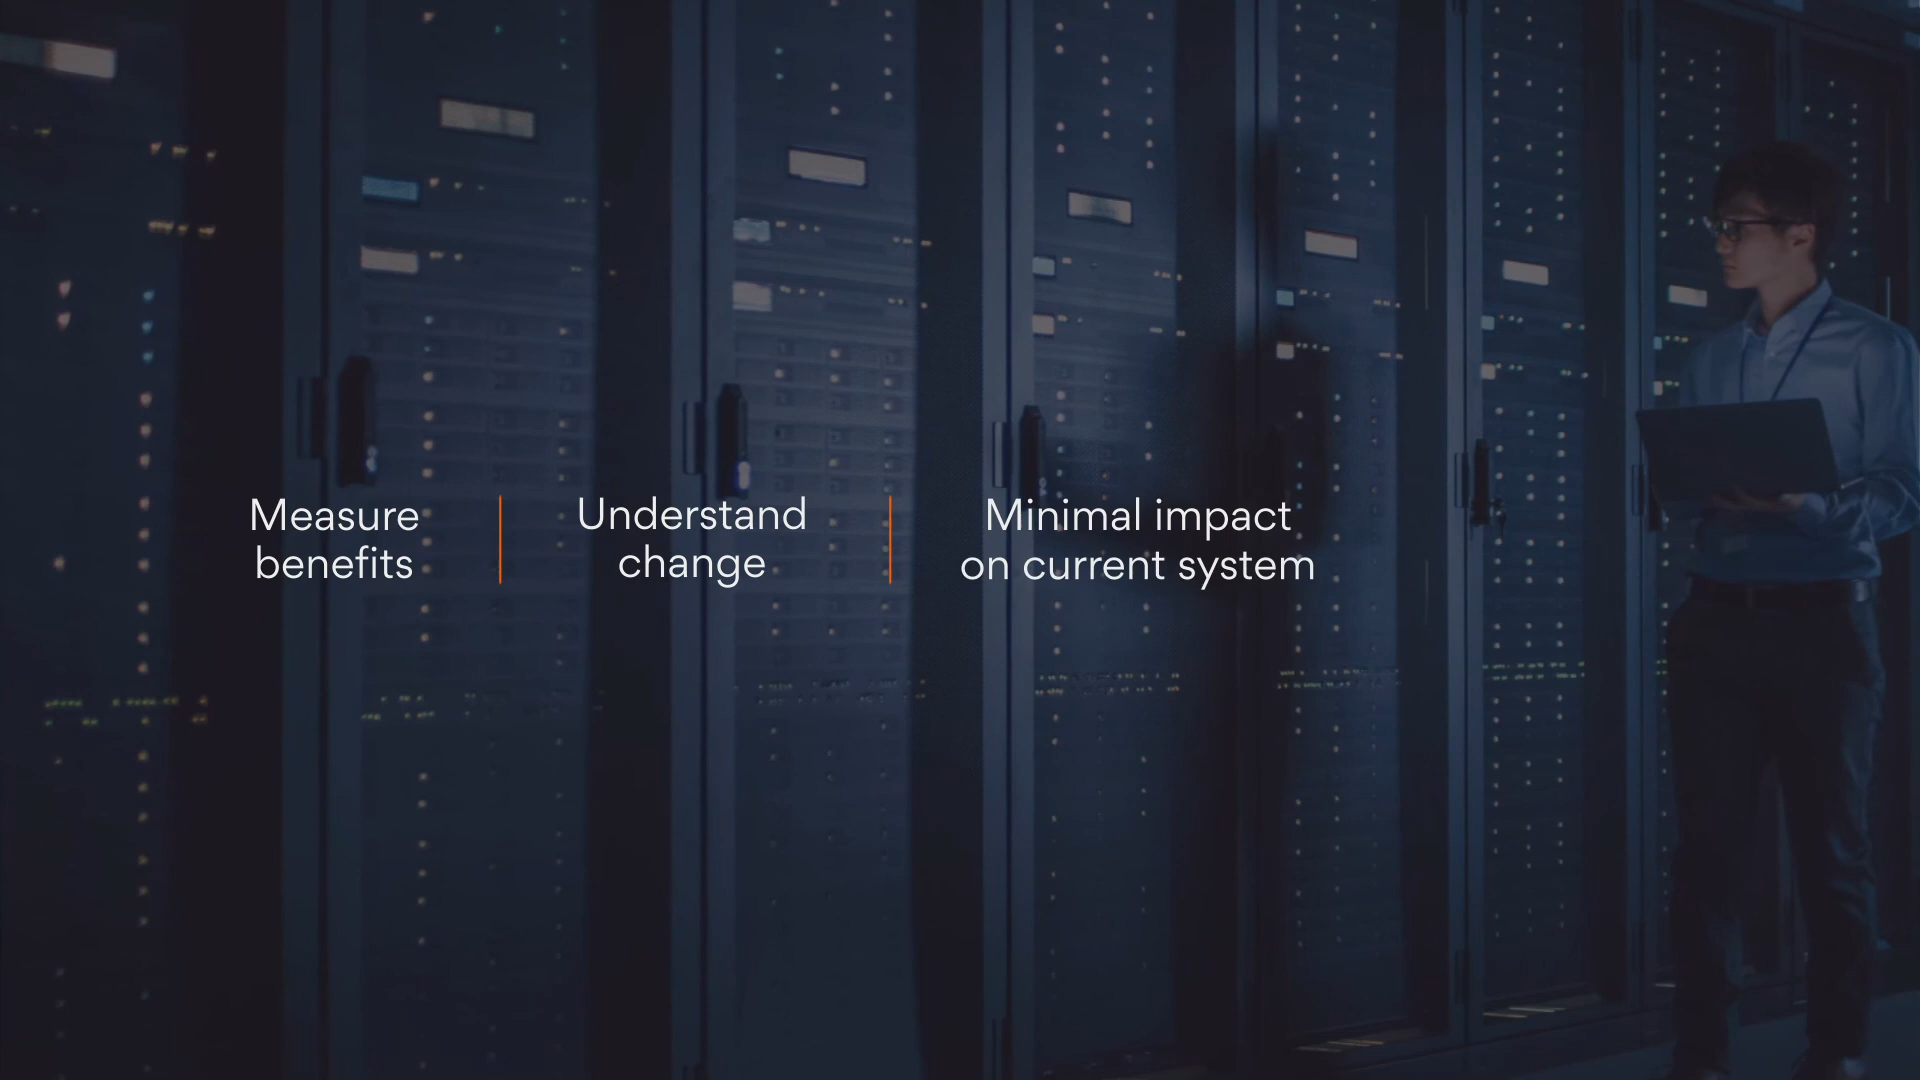 Measure
benefits
Understand
change
Minimal impact
on current system